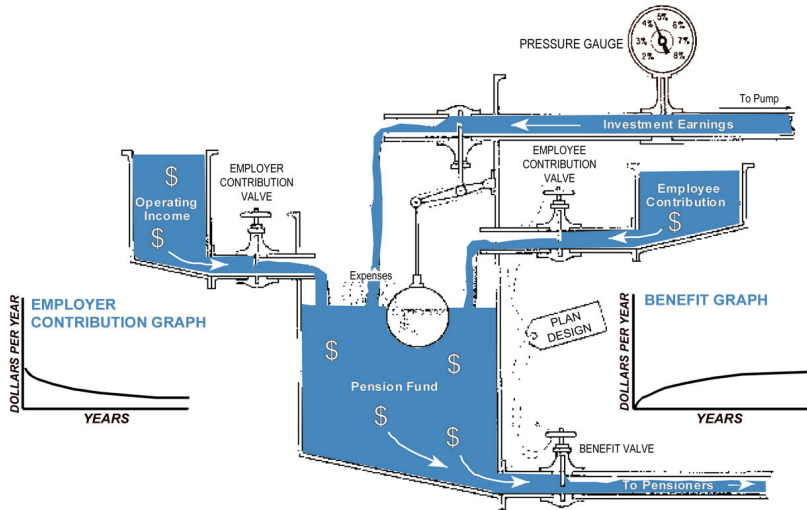 5%
4%
6%
3%
7%
2%
8%
PRESSURE GAUGE
To Pump
Investment Earnings
EMPLOYER
CONTRIBUTION
VALVE
EMPLOYEE
CONTRIBUTION
VALVE
$
Operating
Income
$
Employee
Contribution
$
Expenses
EMPLOYER
CONTRIBUTION GRAPH
DOLLARS PER YEAR
YEARS
$
$
Pension Fund
$
$
PLAN
DESIGN
BENEFIT GRAPH
DOLLARS PER YEAR
YEARS
BENEFIT VALVE
To Pensioners